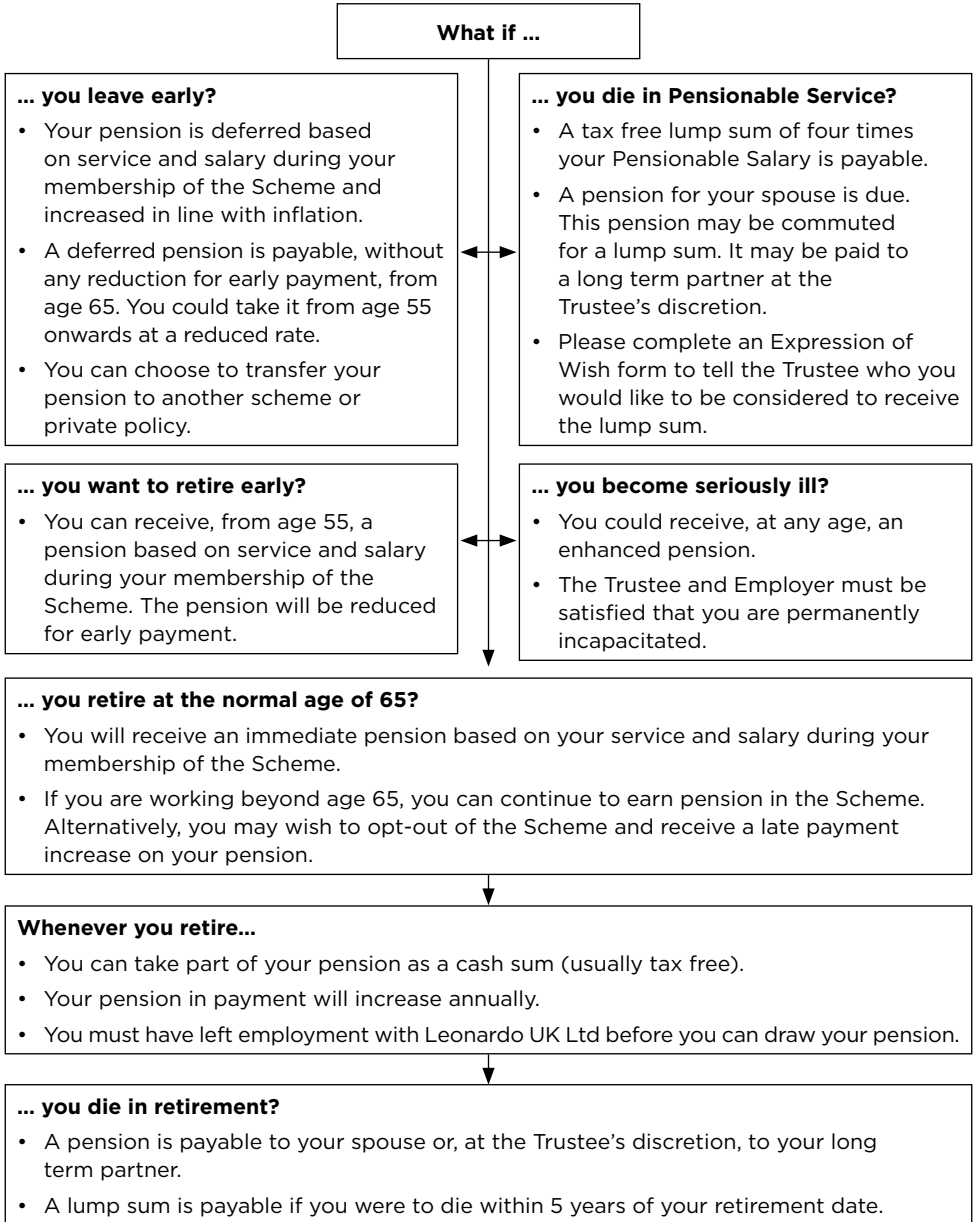 What if ...
... you leave early?
• Your pension is deferred based
on service and salary during your
membership of the Scheme and
increased in line with inflation.
• A deferred pension is payable, without
any reduction for early payment, from
age 65. You could take it from age 55
onwards at a reduced rate.
• You can choose to transfer your
pension to another scheme or
private policy.
... you die in Pensionable Service?
• A tax free lump sum of four times
your Pensionable Salary is payable.
• A pension for your spouse is due.
This pension may be commuted
for a lump sum. It may be paid to
a long term partner at the
Trustee’s discretion.
• Please complete an Expression of
Wish form to tell the Trustee who you
would like to be considered to receive
the lump sum.
... you want to retire early?
• You can receive, from age 55, a
pension based on service and salary
during your membership of the
Scheme. The pension will be reduced
for early payment.
... you become seriously ill?
• You could receive, at any age, an
enhanced pension.
• The Trustee and Employer must be
satisfied that you are permanently
incapacitated.
... you retire at the normal age of 65?
• You will receive an immediate pension based on your service and salary during your
membership of the Scheme.
• If you are working beyond age 65, you can continue to earn pension in the Scheme.
Alternatively, you may wish to opt-out of the Scheme and receive a late payment
increase on your pension.
Whenever you retire...
• You can take part of your pension as a cash sum (usually tax free).
• Your pension in payment will increase annually.
• You must have left employment with Leonardo UK Ltd before you can draw your pension.
... you die in retirement?
• A pension is payable to your spouse or, at the Trustee’s discretion, to your long
term partner.
• A lump sum is payable if you were to die within 5 years of your retirement date.